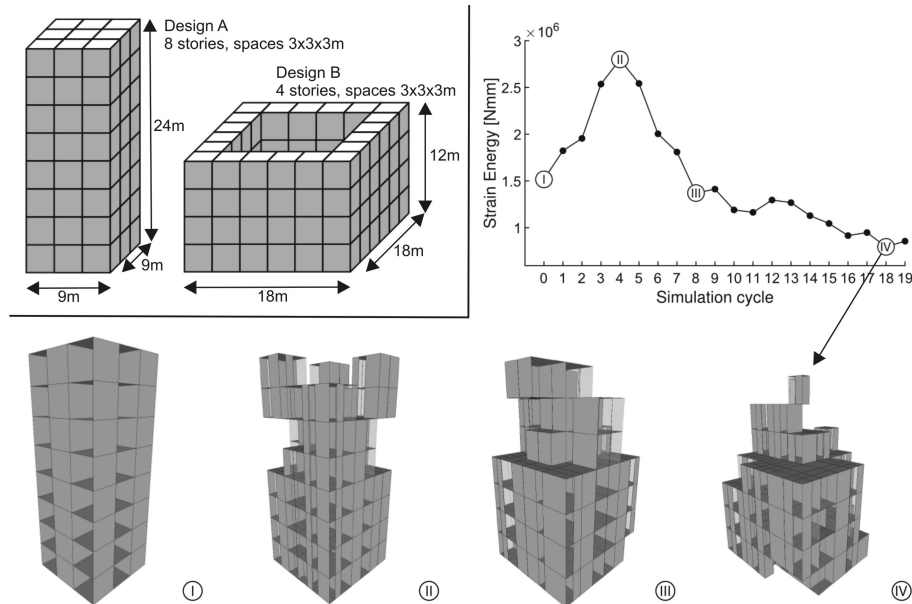 Design A
8 stories, spaces 3x3x3m
24m
9m
9m
Design B
4 stories, spaces 3x3x3m
12m
18m
18m
× 10⁶
3
2.5
2
1.5
1
Strain Energy [Nmm]
I
II
III
IV
0 1 2 3 4 5 6 7 8 9 10 11 12 13 14 15 16 17 18 19
Simulation cycle
I
II
III
IV